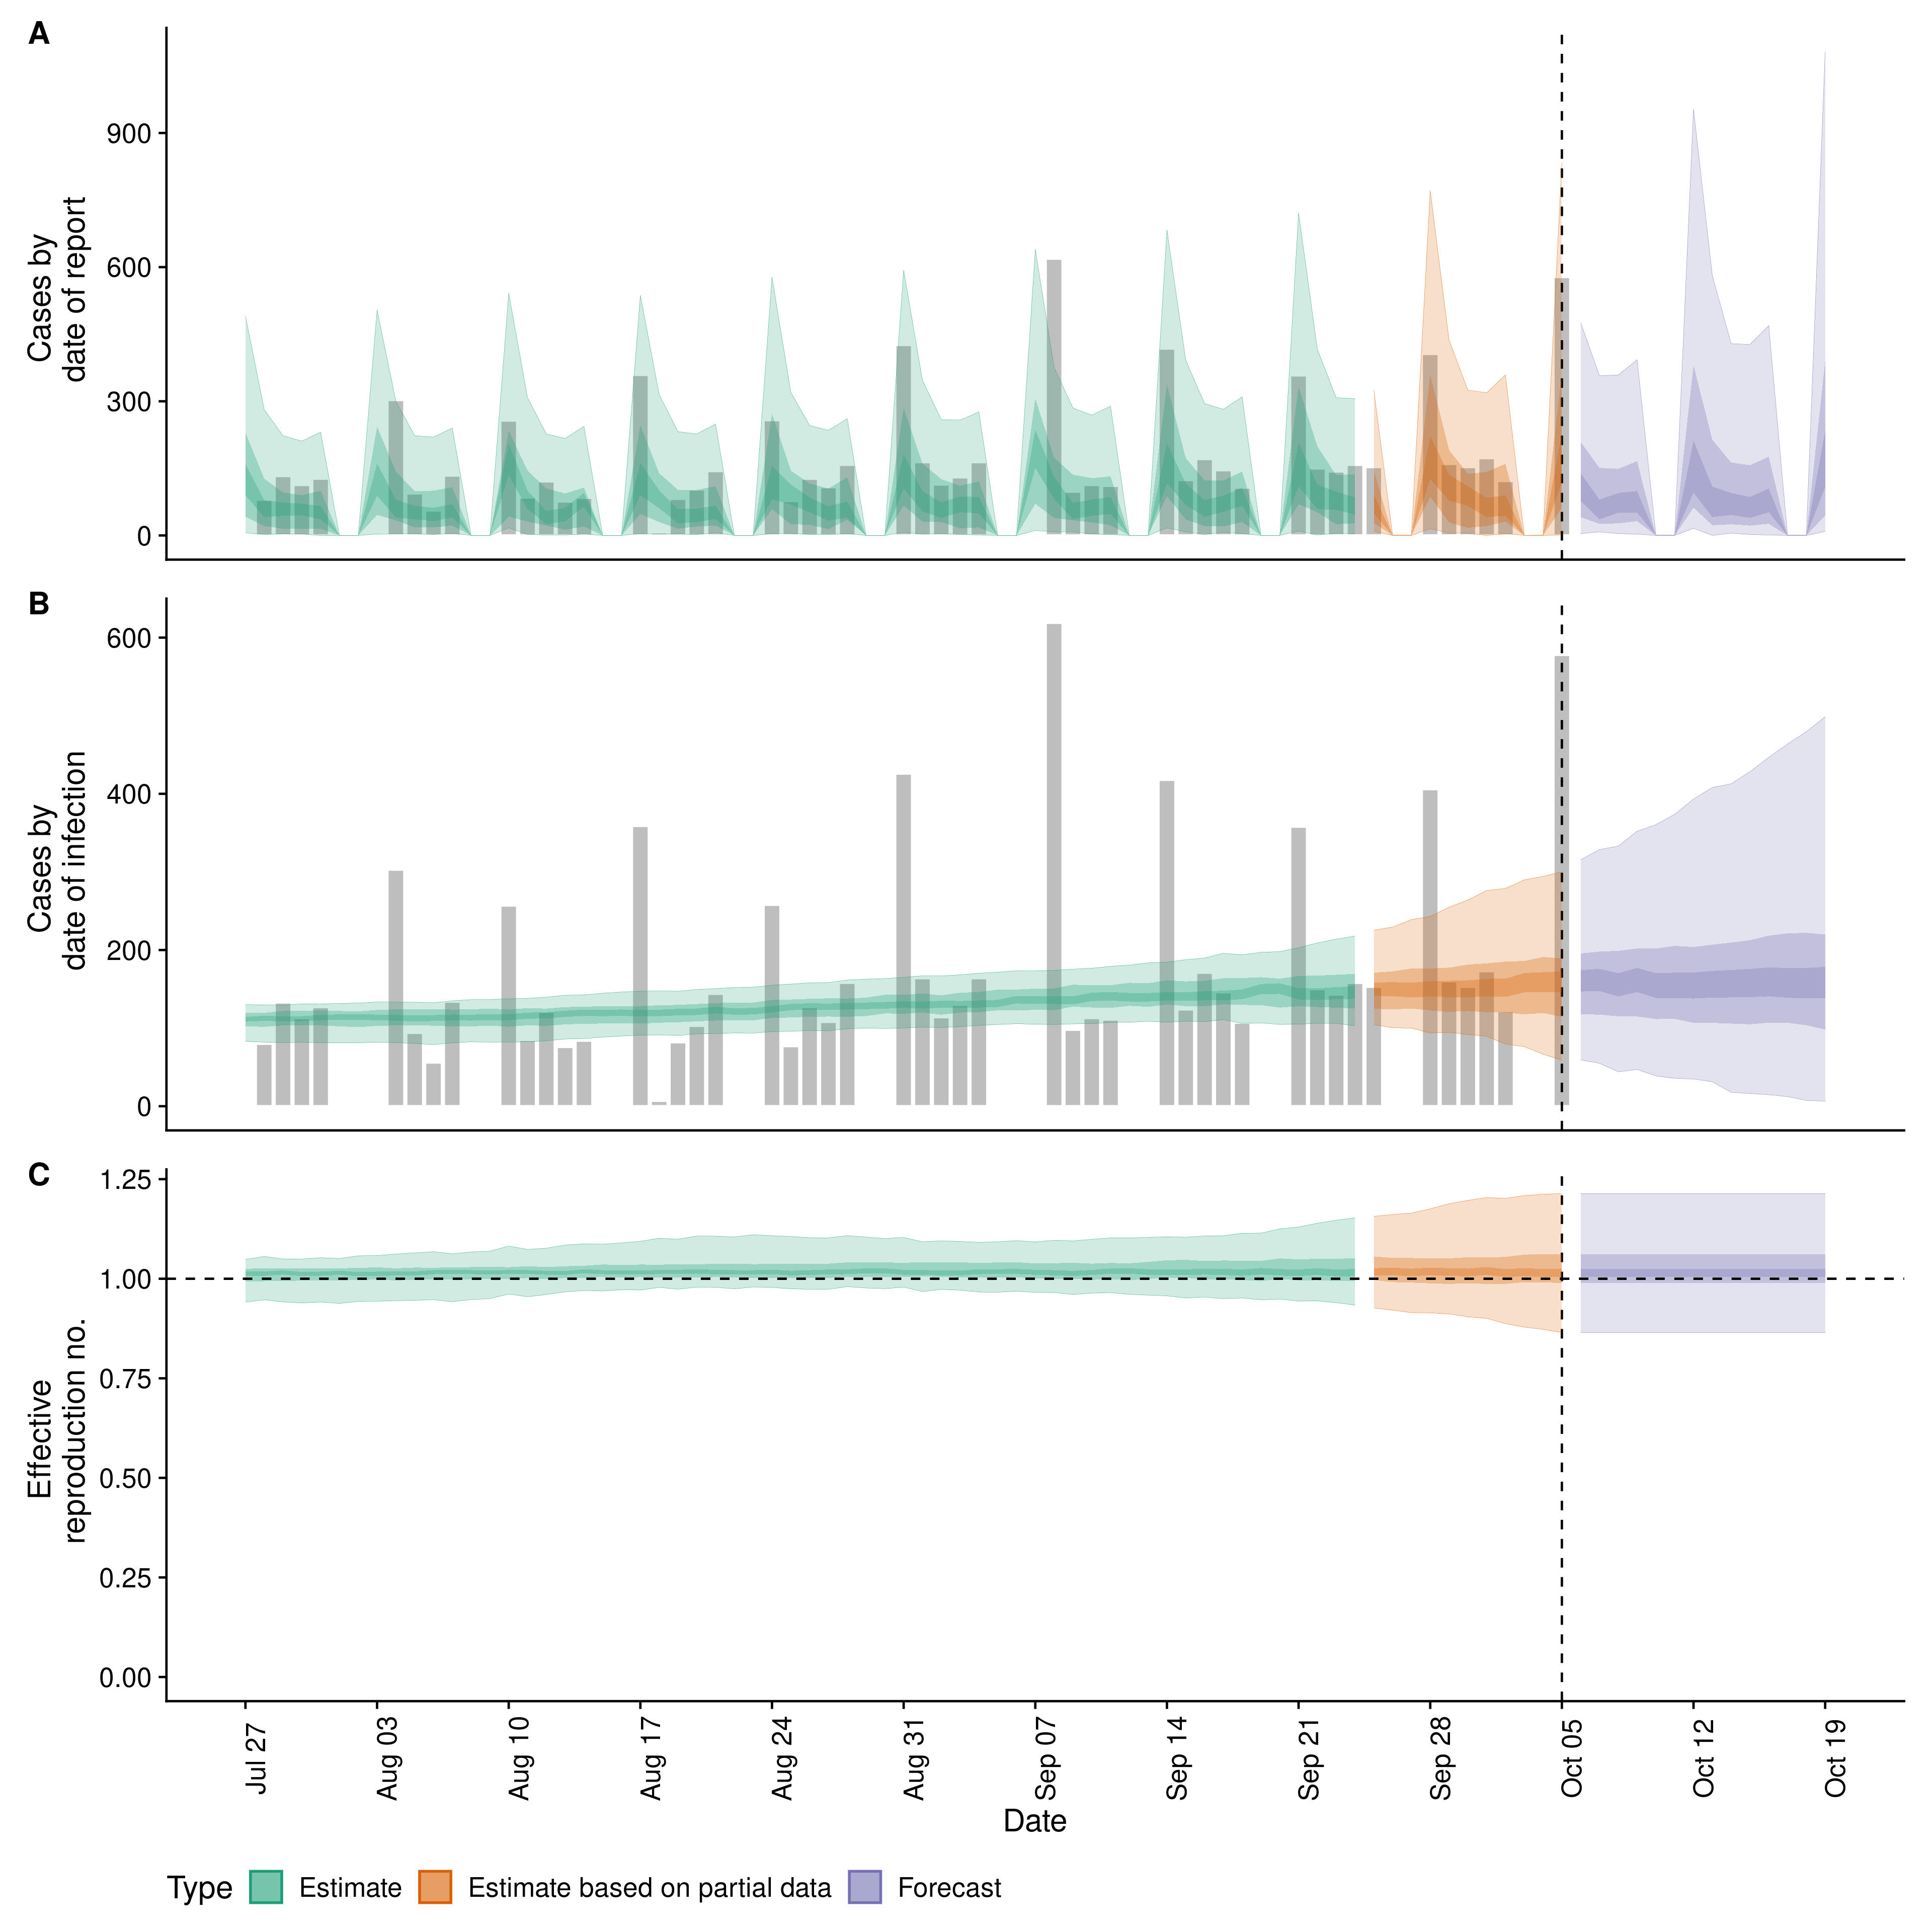 A
Cases by
date of report
900
600
300
0
B
Cases by
date of infection
600
400
200
0
C
Effective
reproduction no.
1.25
1.00
0.75
0.50
0.25
0.00
Jul 27
Aug 03
Aug 10
Aug 17
Aug 24
Aug 31
Sep 07
Sep 14
Sep 21
Sep 28
Oct 05
Oct 12
Oct 19
Date
Type Estimate Estimate based on partial data Forecast